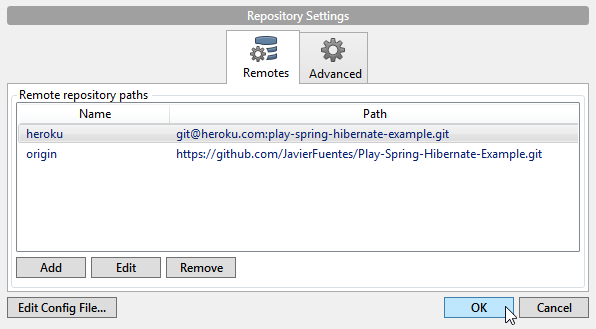 Repository Settings
Remotes
Advanced
Remote repository paths
Name Path
heroku git@heroku.com:play-spring-hibernate-example.git
origin https://github.com/JavierFuentes/Play-Spring-Hibernate-Example.git
Add Edit Remove
Edit Config File... OK Cancel